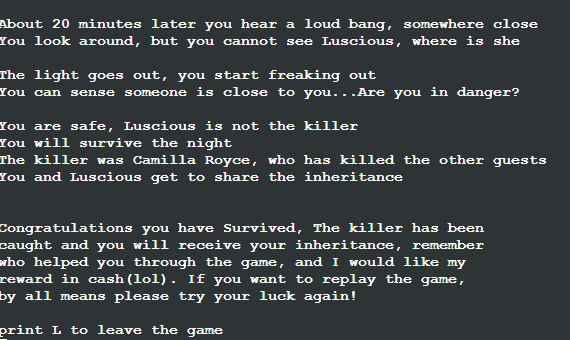 About 20 minutes later you hear a loud bang, somewhere close
You look around, but you cannot see Luscious, where is she
The light goes out, you start freaking out
You can sense someone is close to you...Are you in danger?
You are safe, Luscious is not the killer
You will survive the night
The killer was Camilla Royce, who has killed the other guests
You and Luscious get to share the inheritance
Congratulations you have Survived, The killer has been
caught and you will receive your inheritance, remember
who helped you through the game, and I would like my
reward in cash(lol). If you want to replay the game,
by all means please try your luck again!
print L to leave the game